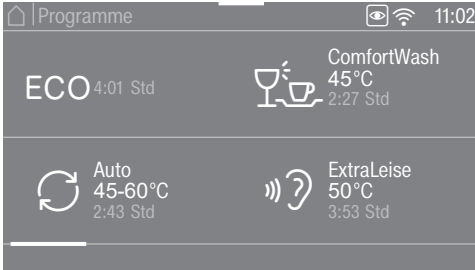 Programme
11:02
ECO 4:01 Std
ComfortWash
45°C
2:27 Std
Auto
45-60°C
2:43 Std
ExtraLeise
50°C
3:53 Std